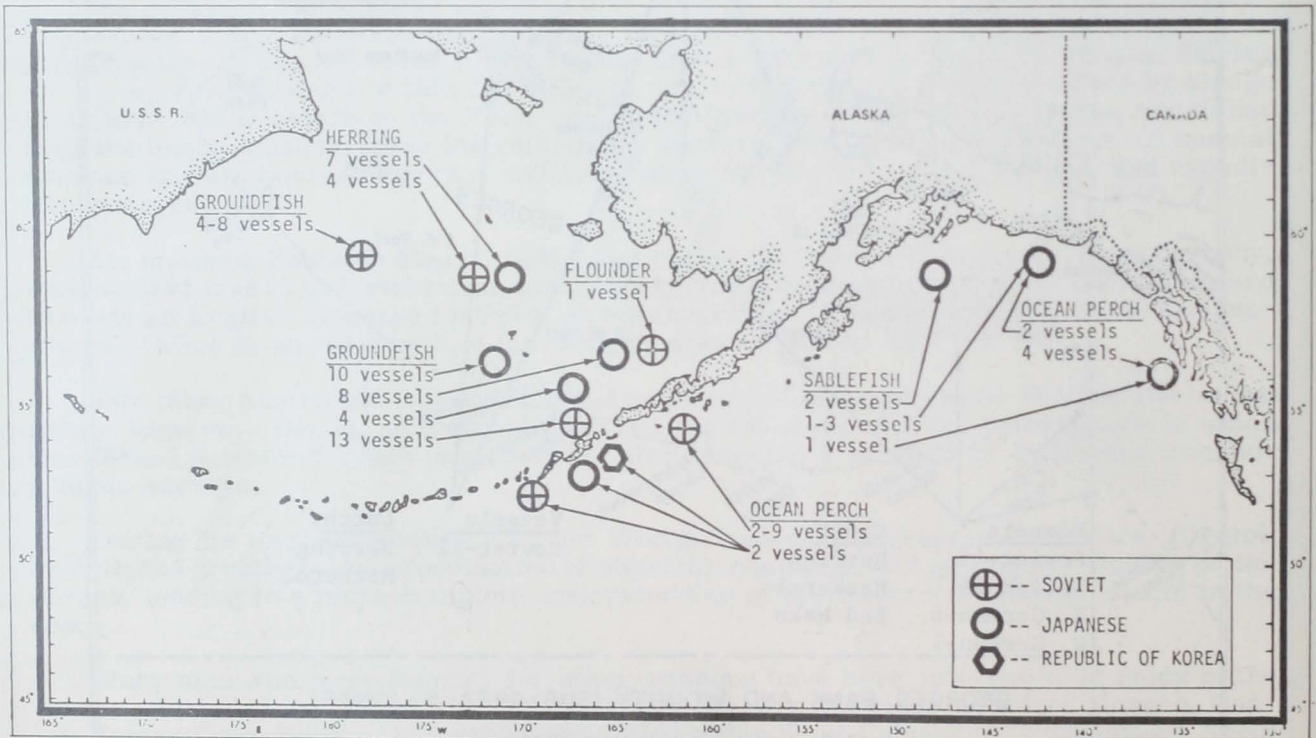 U.S.S.R.
ALASKA
CANADA
HERRING
7 vessels
4 vessels
GROUNDFISH
4-8 vessels
FLOUNDER
1 vessel
OCEAN PERCH
2 vessels
4 vessels
GROUNDFISH
10 vessels
8 vessels
4 vessels
13 vessels
SABLEFISH
2 vessels
1-3 vessels
1 vessel
OCEAN PERCH
2-9 vessels
2 vessels
-- SOVIET
-- JAPANESE
--- REPUBLIC OF KOREA
55°
50°
50°
45°
45°
165°
175°
E
180°
175°
W
170°
165°
160°
155°
150°
145°
140°
135°
130°